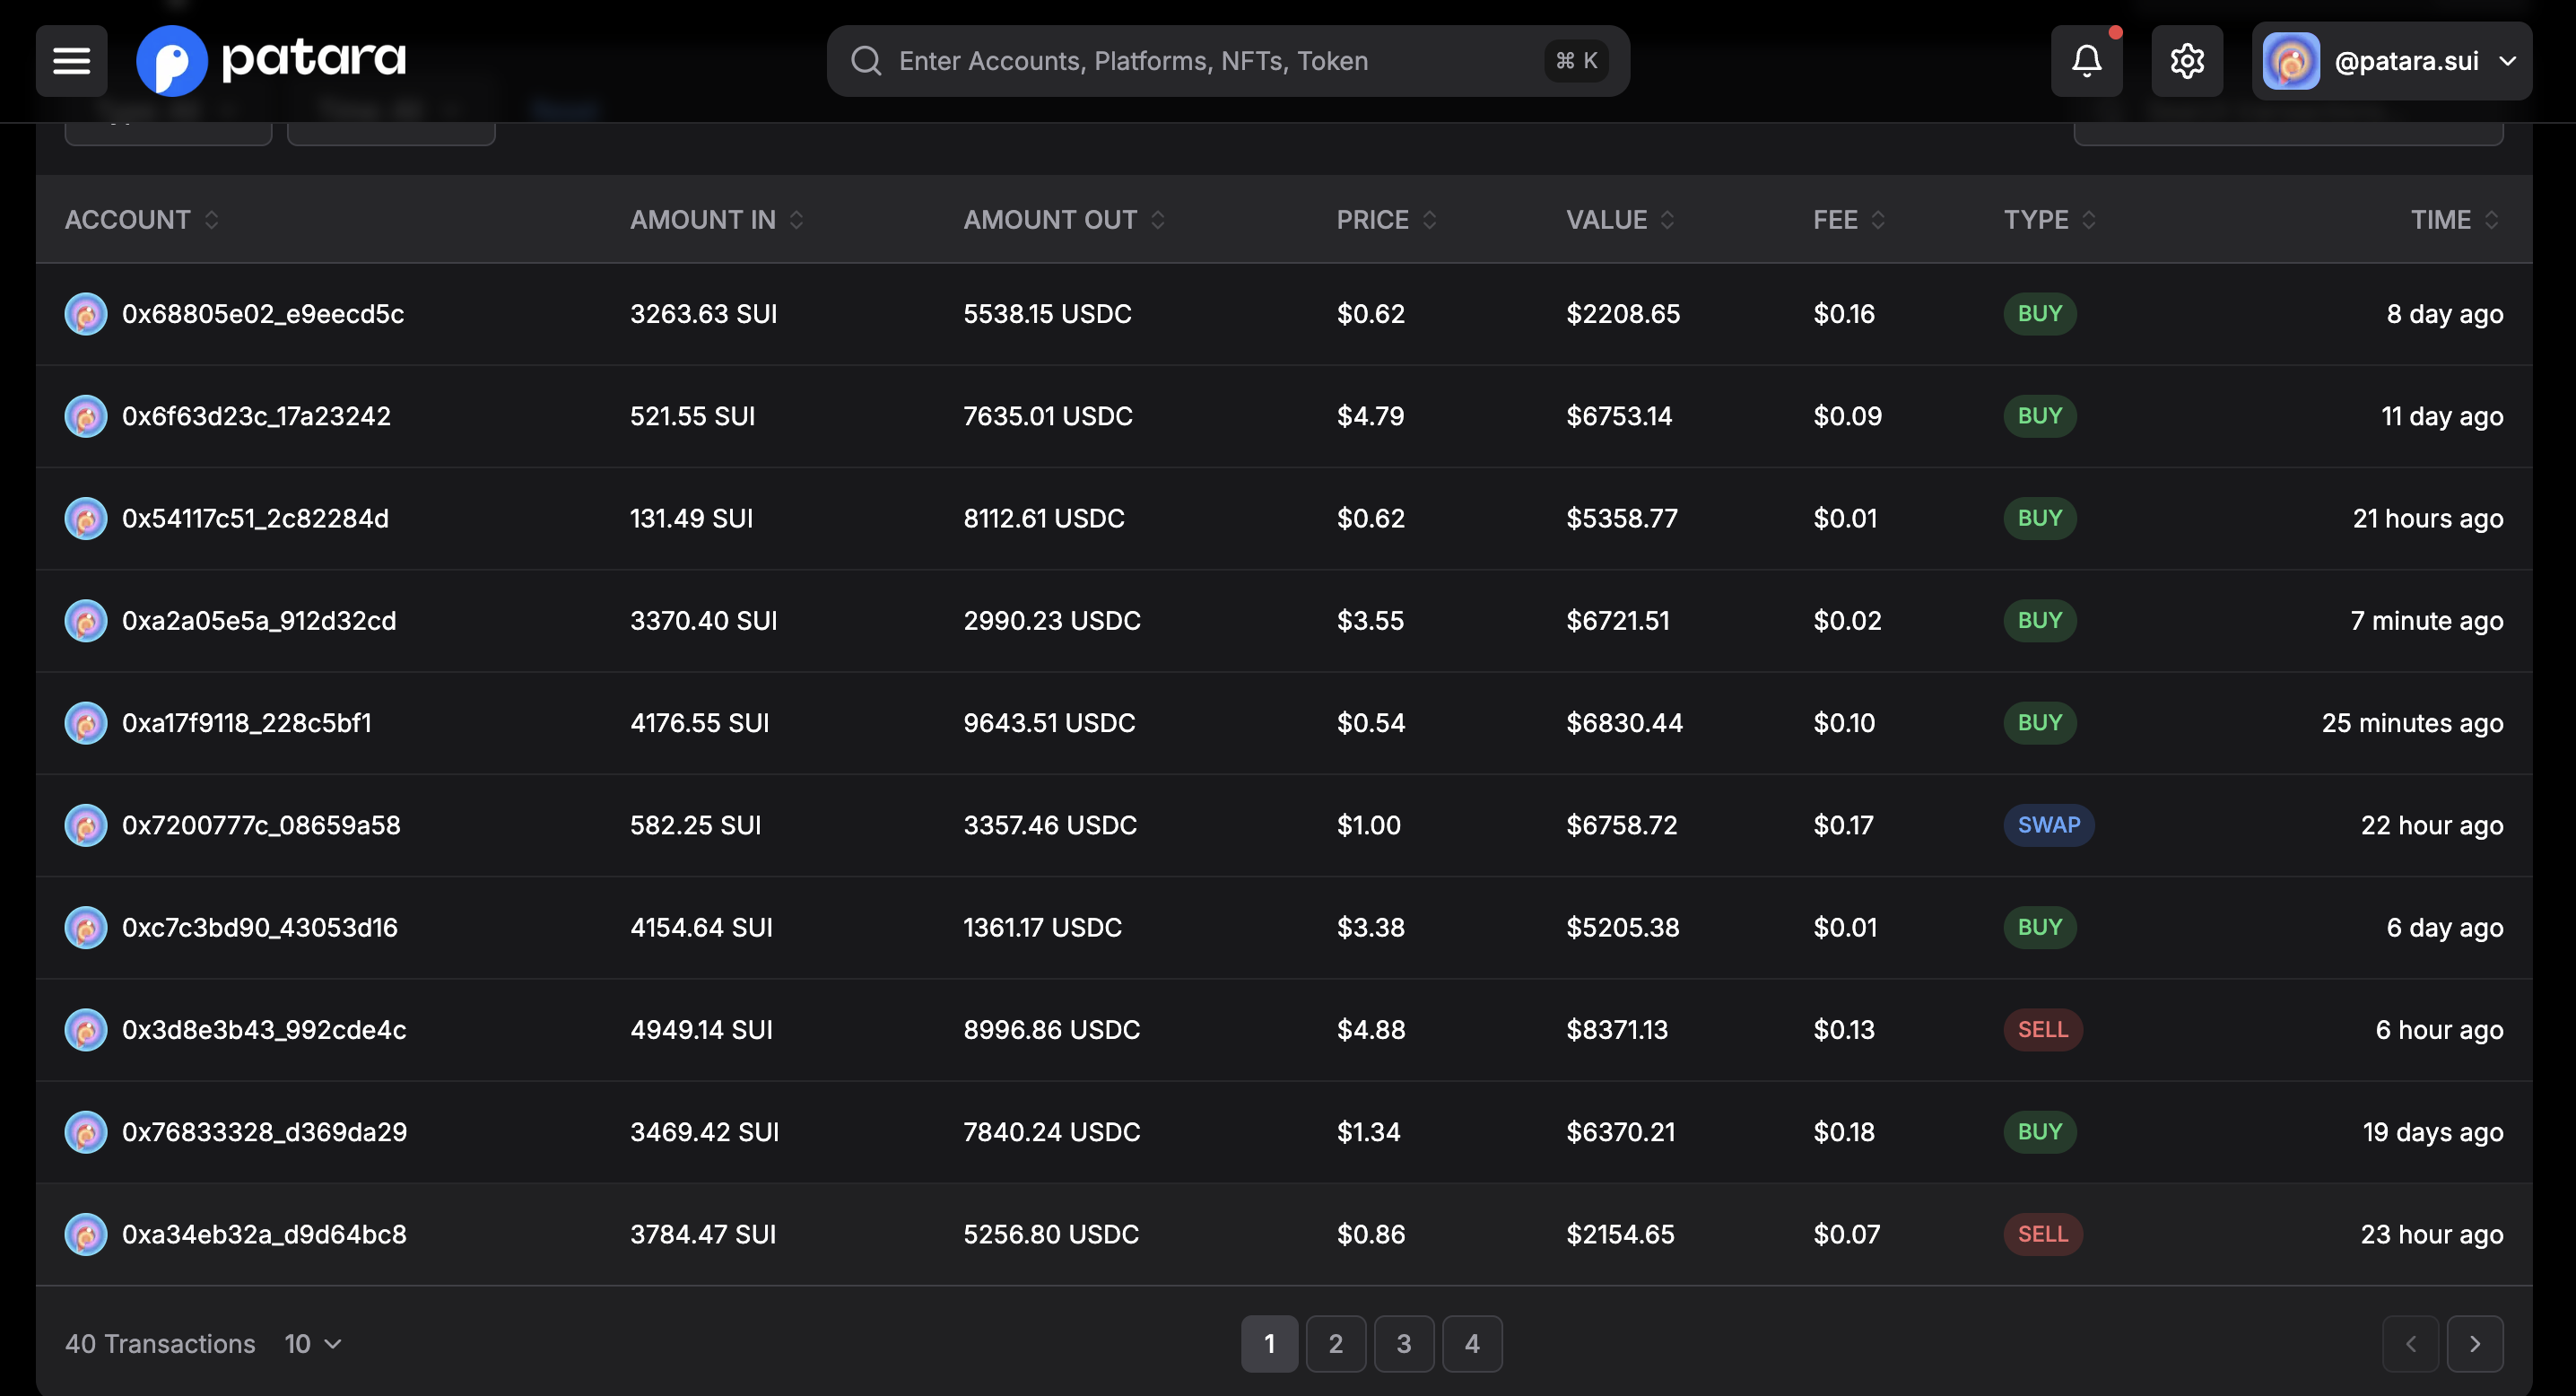 patara
Enter Accounts, Platforms, NFTs, Token ⌘ K
@patara.sui
ACCOUNT AMOUNT IN AMOUNT OUT PRICE VALUE FEE TYPE TIME
0x68805e02_e9eecd5c 3263.63 SUI 5538.15 USDC $0.62 $2208.65 $0.16 BUY 8 day ago
0x6f63d23c_17a23242 521.55 SUI 7635.01 USDC $4.79 $6753.14 $0.09 BUY 11 day ago
0x54117c51_2c82284d 131.49 SUI 8112.61 USDC $0.62 $5358.77 $0.01 BUY 21 hours ago
0xa2a05e5a_912d32cd 3370.40 SUI 2990.23 USDC $3.55 $6721.51 $0.02 BUY 7 minute ago
0xa17f9118_228c5bf1 4176.55 SUI 9643.51 USDC $0.54 $6830.44 $0.10 BUY 25 minutes ago
0x7200777c_08659a58 582.25 SUI 3357.46 USDC $1.00 $6758.72 $0.17 SWAP 22 hour ago
0xc7c3bd90_43053d16 4154.64 SUI 1361.17 USDC $3.38 $5205.38 $0.01 BUY 6 day ago
0x3d8e3b43_992cde4c 4949.14 SUI 8996.86 USDC $4.88 $8371.13 $0.13 SELL 6 hour ago
0x76833328_d369da29 3469.42 SUI 7840.24 USDC $1.34 $6370.21 $0.18 BUY 19 days ago
0xa34eb32a_d9d64bc8 3784.47 SUI 5256.80 USDC $0.86 $2154.65 $0.07 SELL 23 hour ago
40 Transactions 10 1 2 3 4